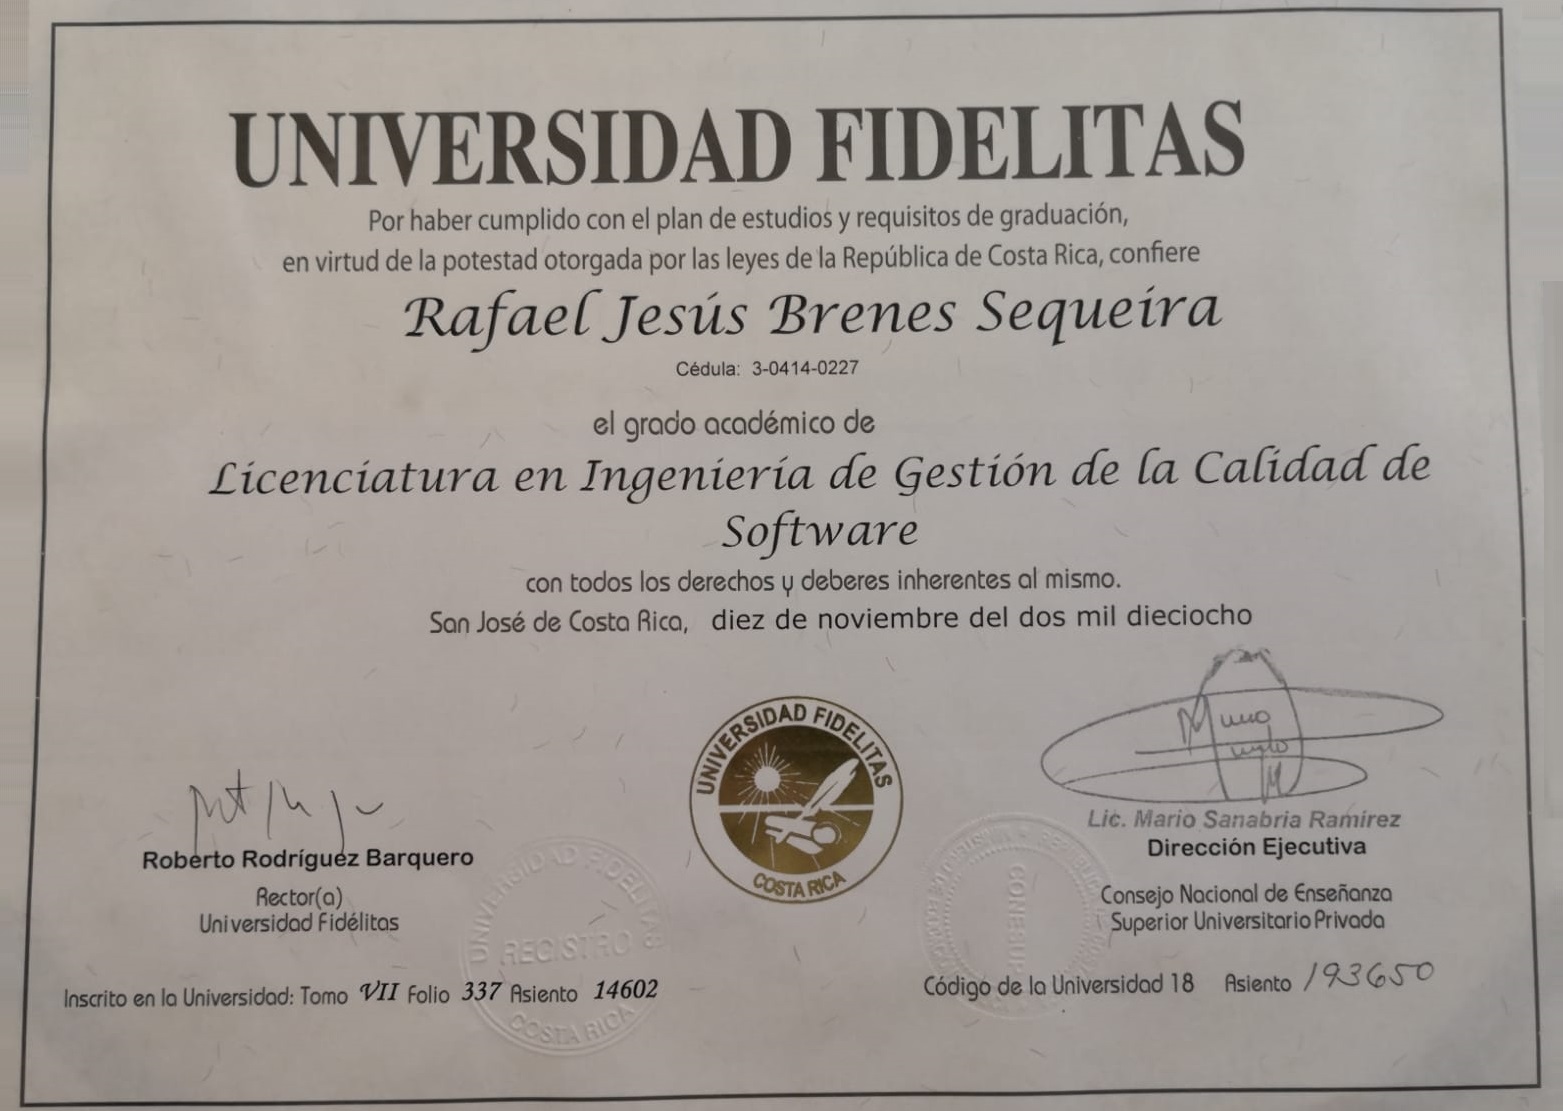 UNIVERSIDAD FIDELITAS
Por haber cumplido con el plan de estudios y requisitos de graduación,
en virtud de la potestad otorgada por las leyes de la República de Costa Rica, confiere
Rafael Jesús Brenes Sequeira
Cédula: 3-0414-0227
el grado académico de
Licenciatura en Ingeniería de Gestión de la Calidad de
Software
con todos los derechos y deberes inherentes al mismo.
San José de Costa Rica, diez de noviembre del dos mil dieciocho
UNIVERSIDAD FIDELITAS
COSTA RICA
Roberto Rodríguez Barquero
Rector(a)
Universidad Fidélitas
Lic. Mario Sanabria Ramírez
Dirección Ejecutiva
Consejo Nacional de Enseñanza
Superior Universitario Privada
UNIVERSIDAD FIDELITAS
REGISTRO
COSTA RICA
CONESUP
Inscrito en la Universidad: Tomo VII Folio 337 Asiento 14602
Código de la Universidad 18 Asiento 193650